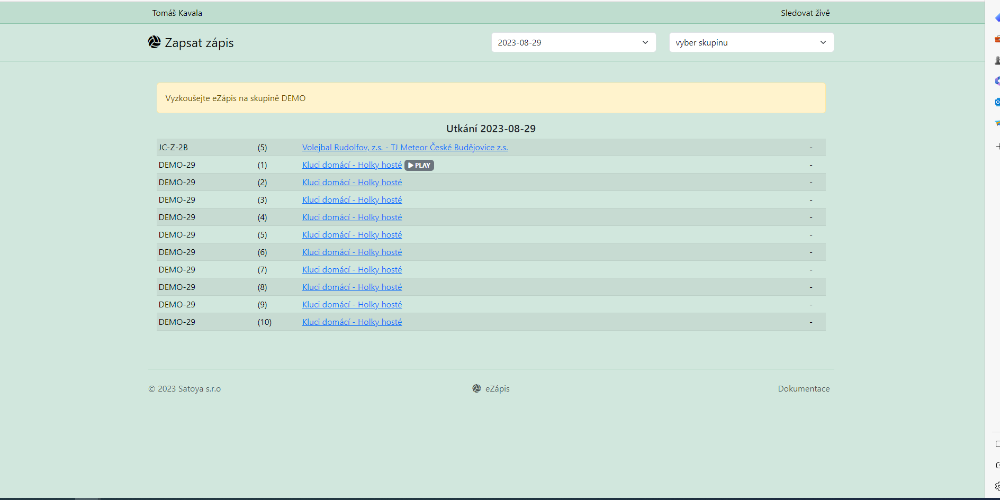 Tomáš Kavala Sledovat živě
Zapsat zápis 2023-08-29 vyber skupinu
Vyzkoušejte eZápis na skupině DEMO
Utkání 2023-08-29
JC-Z-2B (5) Volejbal Rudolfov, z.s. - TJ Meteor České Budějovice z.s. -
DEMO-29 (1) Kluci domácí - Holky hosté PLAY -
DEMO-29 (2) Kluci domácí - Holky hosté -
DEMO-29 (3) Kluci domácí - Holky hosté -
DEMO-29 (4) Kluci domácí - Holky hosté -
DEMO-29 (5) Kluci domácí - Holky hosté -
DEMO-29 (6) Kluci domácí - Holky hosté -
DEMO-29 (7) Kluci domácí - Holky hosté -
DEMO-29 (8) Kluci domácí - Holky hosté -
DEMO-29 (9) Kluci domácí - Holky hosté -
DEMO-29 (10) Kluci domácí - Holky hosté -
© 2023 Satoya s.r.o eZápis Dokumentace